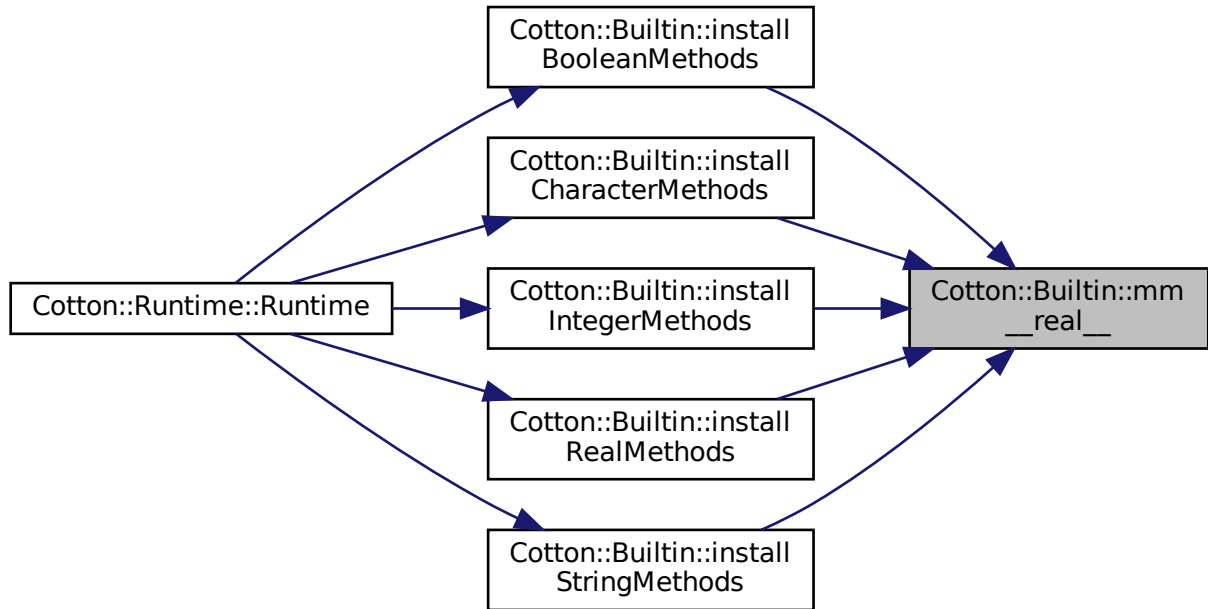 Cotton::Builtin::install
BooleanMethods
Cotton::Builtin::install
CharacterMethods
Cotton::Runtime::Runtime
Cotton::Builtin::install
IntegerMethods
Cotton::Builtin::mm
__real__
Cotton::Builtin::install
RealMethods
Cotton::Builtin::install
StringMethods